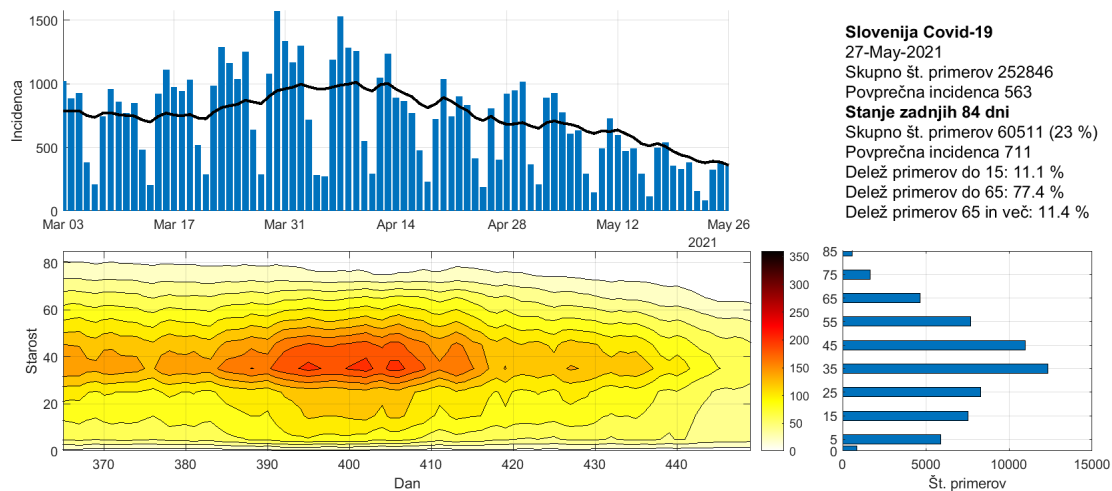 1500
1000
500
0
Incidenca
Mar 03 Mar 17 Mar 31 Apr 14 Apr 28 May 12 May 26
2021
Slovenija Covid-19
27-May-2021
Skupno št. primerov 252846
Povprečna incidenca 563
Stanje zadnjih 84 dni
Skupno št. primerov 60511 (23 %)
Povprečna incidenca 711
Delež primerov do 15: 11.1 %
Delež primerov do 65: 77.4 %
Delež primerov 65 in več: 11.4 %
80
60
40
20
0
Starost
370 380 390 400 410 420 430 440
Dan
350
300
250
200
150
100
50
0
85
75
65
55
45
35
25
15
5
0
0 5000 10000 15000
Št. primerov